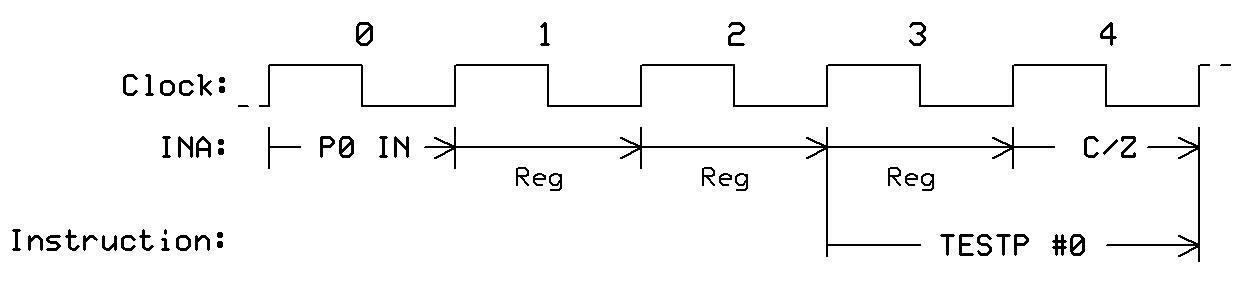 0 1 2 3 4
Clock:
INA: P0 IN C/Z
Reg Reg Reg
Instruction: TESTP #0